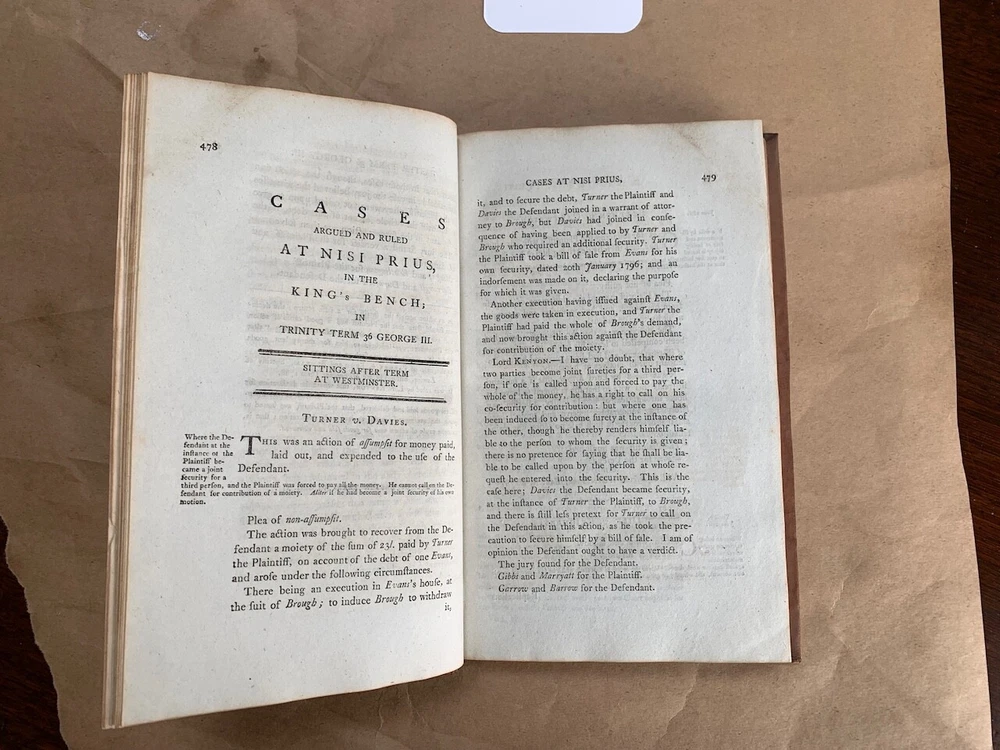 478
CASES
ARGUED AND RULED
AT NISI PRIUS,
IN THE
KING's BENCH;
IN
TRINITY TERM 36 GEORGE III.
SITTINGS AFTER TERM
AT WESTMINSTER.
TURNER v. DAVIES.
Where the De-
fendant at the
inſtance of the
Plaintiff be-
came a joint
ſecurity for a
third perſon, and the Plaintiff was forced to pay all the money. He cannot call on the De-
fendant for contribution of a moiety. Aliter if he had become a joint ſecurity of his own
motion.
THIS was an action of aſſumpſit for money paid,
laid out, and expended to the uſe of the
Defendant.
Plea of non-aſſumpſit.
The action was brought to recover from the De-
fendant a moiety of the ſum of 23l. paid by Turner
the Plaintiff, on account of the debt of one Evans,
and aroſe under the following circumſtances.
There being an execution in Evans's houſe, at
the ſuit of Brough; to induce Brough to withdraw
it,
CASES AT NISI PRIUS,
479
it, and to ſecure the debt, Turner the Plaintiff and
Davies the Defendant joined in a warrant of attor-
ney to Brough, but Davies had joined in conſe-
quence of having been applied to by Turner and
Brough who required an additional ſecurity. Turner
the Plaintiff took a bill of ſale from Evans for his
own ſecurity, dated 20th January 1796; and an
indorſement was made on it, declaring the purpoſe
for which it was given.
Another execution having iſſued againſt Evans,
the goods were taken in execution, and Turner the
Plaintiff had paid the whole of Brough's demand,
and now brought this action againſt the Defendant
for contribution of the moiety.
Lord KENYON.—I have no doubt, that where
two parties become joint ſureties for a third per-
ſon, if one is called upon and forced to pay the
whole of the money, he has a right to call on his
co-ſecurity for contribution: but where one has
been induced ſo to become ſurety at the inſtance of
the other, though he thereby renders himſelf lia-
ble to the perſon to whom the ſecurity is given;
there is no pretence for ſaying that he ſhall be lia-
ble to be called upon by the perſon at whoſe re-
queſt he entered into the ſecurity. This is the
caſe here; Davies the Defendant became ſecurity,
at the inſtance of Turner the Plaintiff, to Brough,
and there is ſtill leſs pretext for Turner to call on
the Defendant in this action, as he took the pre-
caution to ſecure himſelf by a bill of ſale. I am of
opinion the Defendant ought to have a verdict.
The jury found for the Defendant.
Gibbs and Marryatt for the Plaintiff.
Garrow and Barrow for the Defendant.